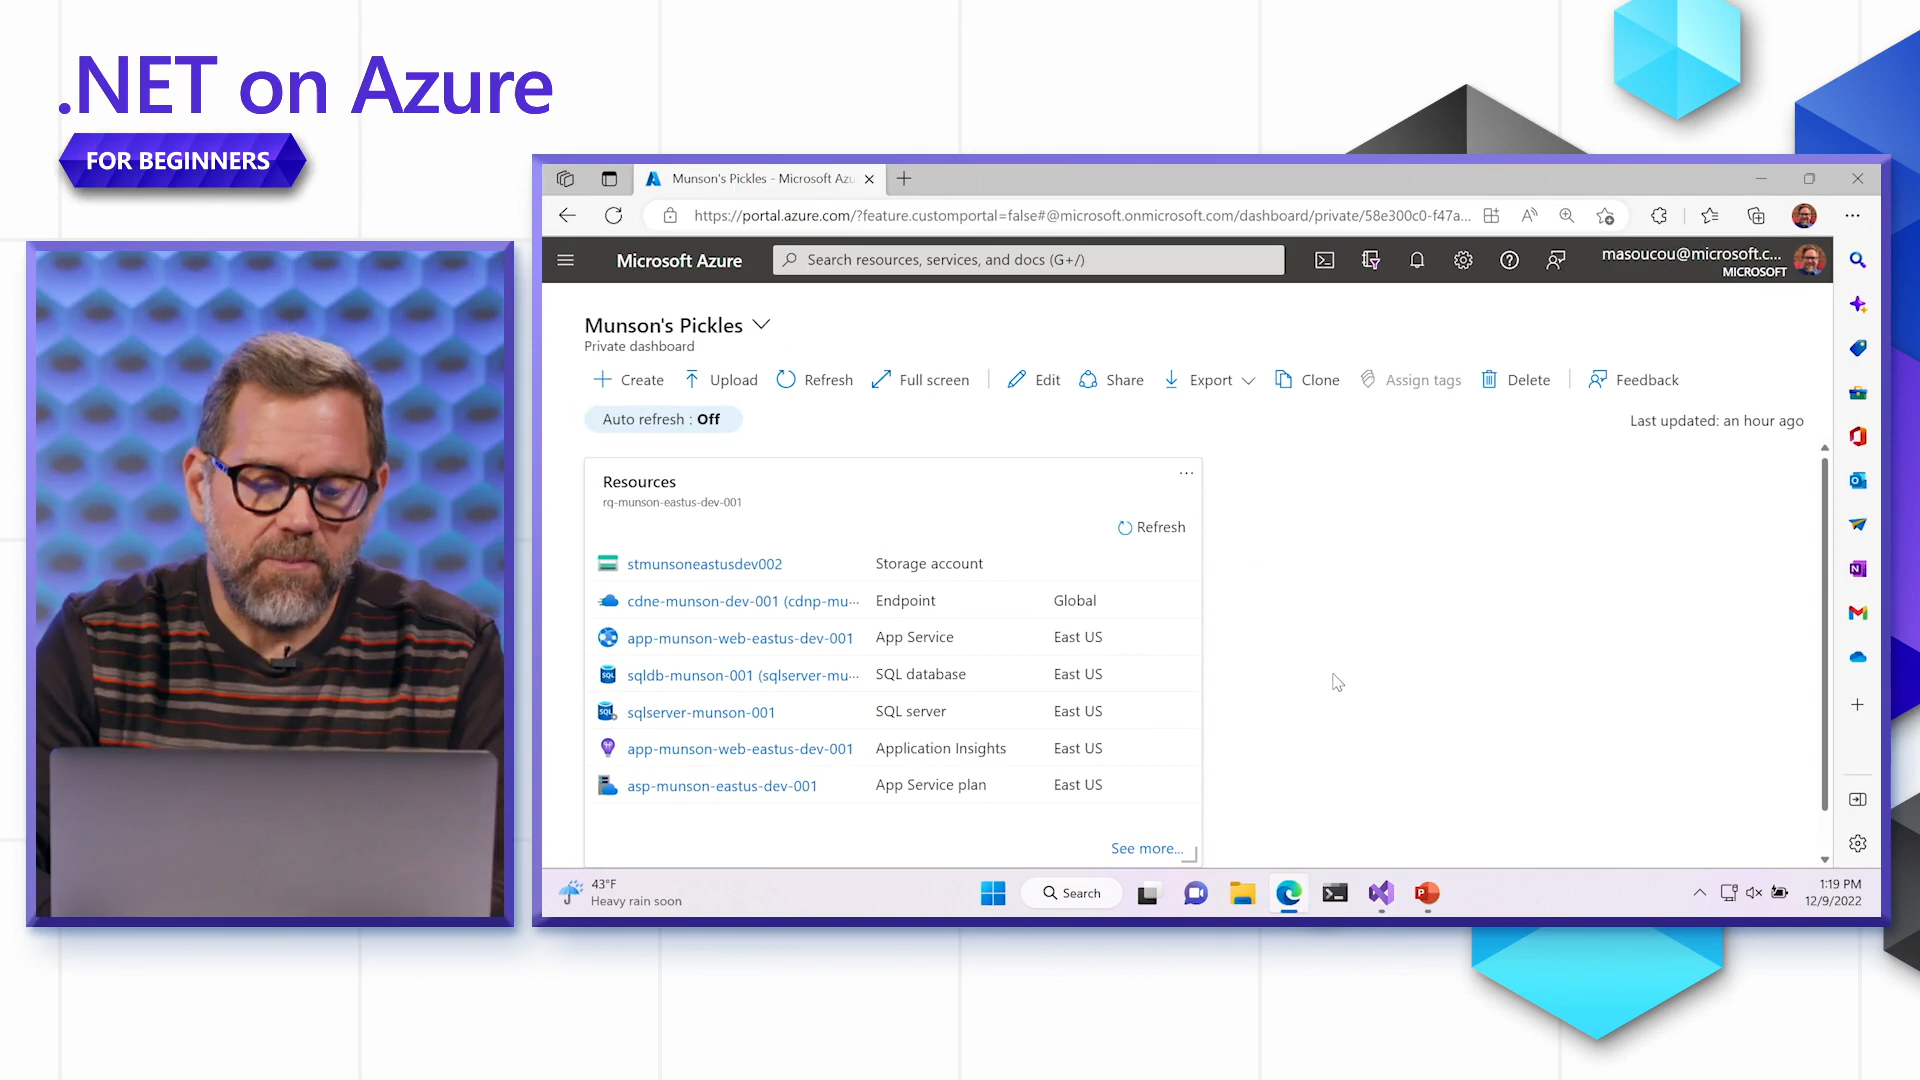 .NET on Azure
FOR BEGINNERS
Munson's Pickles - Microsoft Azu
https://portal.azure.com/?feature.customportal=false#@microsoft.onmicrosoft.com/dashboard/private/58e300c0-f47a...
Microsoft Azure
Search resources, services, and docs (G+/)
masoucou@microsoft.c...
MICROSOFT
Munson's Pickles
Private dashboard
Create Upload Refresh Full screen Edit Share Export Clone Assign tags Delete Feedback
Auto refresh : Off
Last updated: an hour ago
Resources
rg-munson-eastus-dev-001
Refresh
stmunsoneastusdev002 Storage account
cdne-munson-dev-001 (cdnp-mu... Endpoint Global
app-munson-web-eastus-dev-001 App Service East US
sqldb-munson-001 (sqlserver-mu... SQL database East US
sqlserver-munson-001 SQL server East US
app-munson-web-eastus-dev-001 Application Insights East US
asp-munson-eastus-dev-001 App Service plan East US
See more...
43°F
Heavy rain soon
Search
1:19 PM
12/9/2022